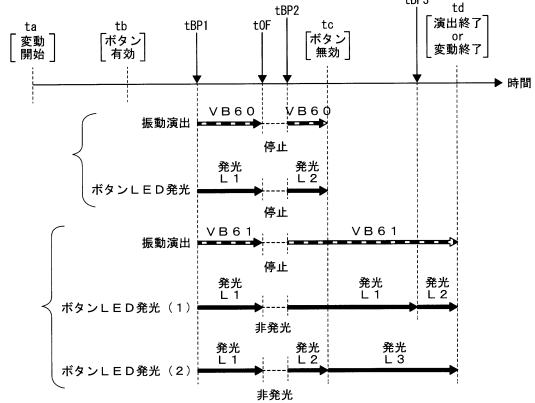 ta
[変動
開始]
tb
[ボタン
有効]
tBP1
tOF
tBP2
tc
[ボタン
無効]
tBP3
td
[演出終了
or
変動終了]
時間
振動演出
VB60
VB60
停止
ボタンLED発光
発光
L1
発光
L2
停止
振動演出
VB61
VB61
停止
ボタンLED発光(1)
発光
L1
発光
L1
発光
L2
非発光
ボタンLED発光(2)
発光
L1
発光
L2
発光
L3
非発光